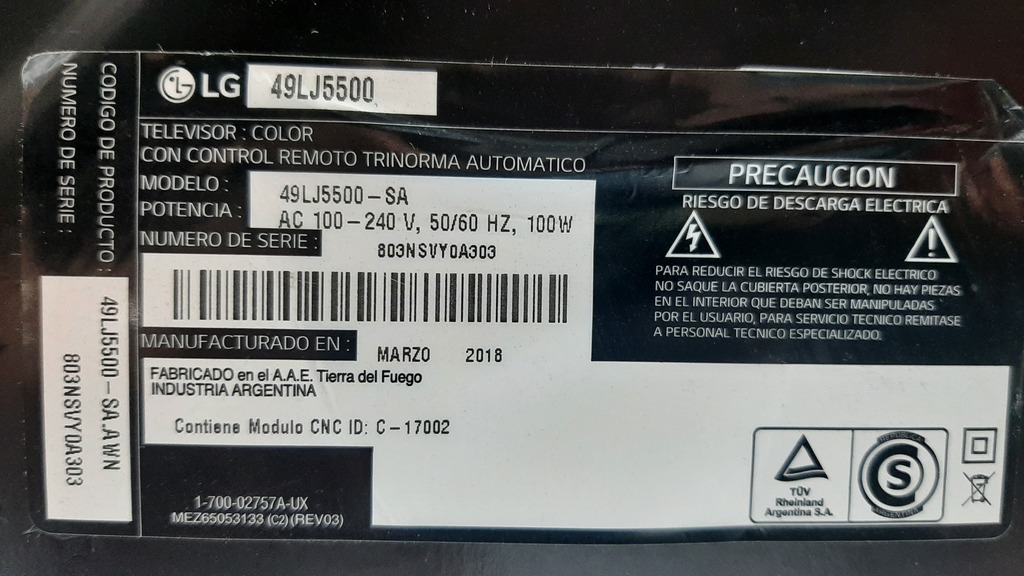 LG 49LJ5500
TELEVISOR : COLOR
CON CONTROL REMOTO TRINORMA AUTOMATICO
MODELO : 49LJ5500-SA
POTENCIA : AC 100-240 V, 50/60 HZ, 100W
NUMERO DE SERIE : 803NSVY0A303
MANUFACTURADO EN : MARZO 2018
FABRICADO en el A.A.E. Tierra del Fuego
INDUSTRIA ARGENTINA
Contiene Modulo CNC ID: C-17002
1-700-02757A-UX
MEZ65053133 (C2) (REV03)
PRECAUCION
RIESGO DE DESCARGA ELECTRICA
PARA REDUCIR EL RIESGO DE SHOCK ELECTRICO
NO SAQUE LA CUBIERTA POSTERIOR, NO HAY PIEZAS
EN EL INTERIOR QUE DEBAN SER MANIPULADAS
POR EL USUARIO, PARA SERVICIO TECNICO REMITASE
A PERSONAL TECNICO ESPECIALIZADO.
TÜV
Rheinland
Argentina S.A.
REPUBLICA
S
ARGENTINA
CODIGO DE PRODUCTO : 49LJ5500-SA.AWN
NUMERO DE SERIE : 803NSVY0A303